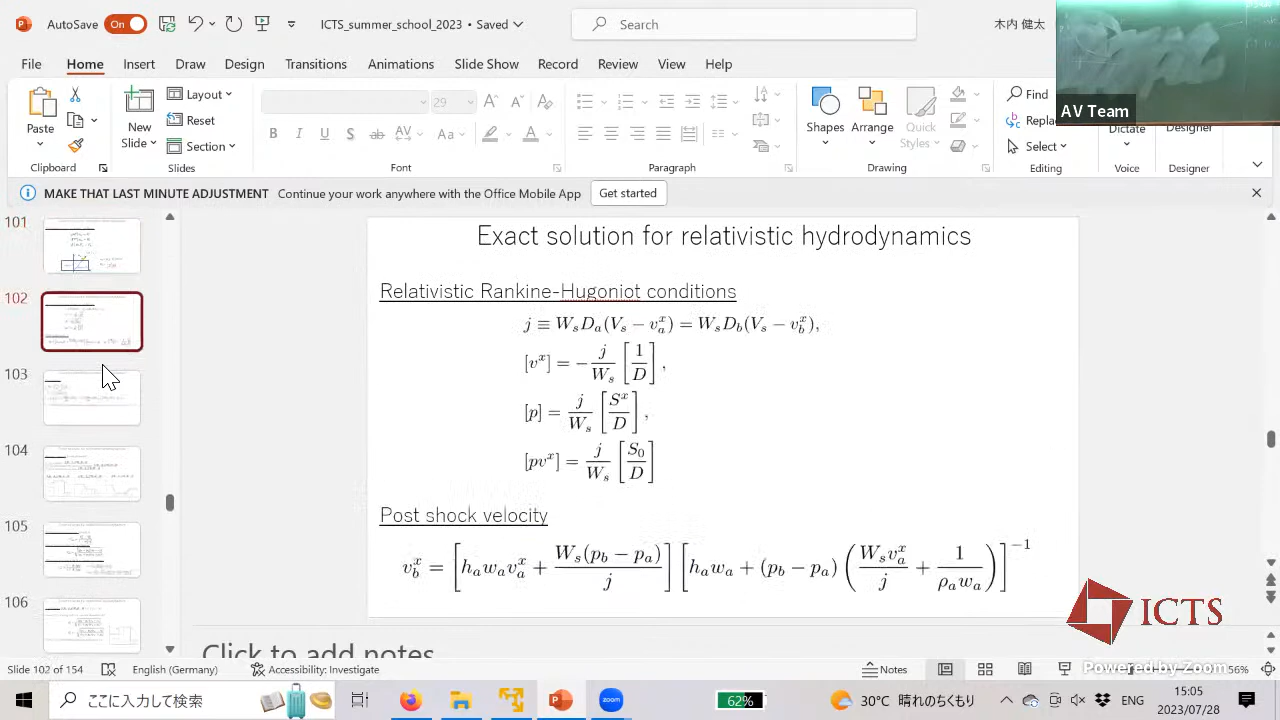 AutoSave On ICTS_summer_school_2023 • Saved Search 木内 健太
File Home Insert Draw Design Transitions Animations Slide Show Record Review View Help
Paste New Slide Layout Reset Section 29 Aa Shapes Arrange Quick Styles Find Replac Select Dictate Designer
Clipboard Slides Font Paragraph Drawing Editing Voice Designer
AV Team
MAKE THAT LAST MINUTE ADJUSTMENT Continue your work anywhere with the Office Mobile App Get started
101
102
103
104
105
106
Exact solution for relativistic hydrodynamics
Relativistic Rankine-Hugoniot conditions
j ≡ W_s D_a (V_s − v_a^x) = W_s D_b (V_s − v_b^x),
[v^x] = −j/W_s [1/D],
[p] = j/W_s [S^x/D],
pv^x] = j/W_s [S_0/D]
Post shock velocity
v_b^x = [h_a w_a v_a^x + W_s(p_b − p_a)/j] [h_a w_a + (p_b − p_a) (W_s v_a^x/j + 1/(ρ_a w_a))]^−1
ICTS
Click to add notes
Powered by Zoom
Slide 102 of 154 English (Germany) Accessibility: Investigate Notes 56%
ここに入力して検索 zoom 62% 30°C 晴れのちくもり ENG 15:05
2023/07/28